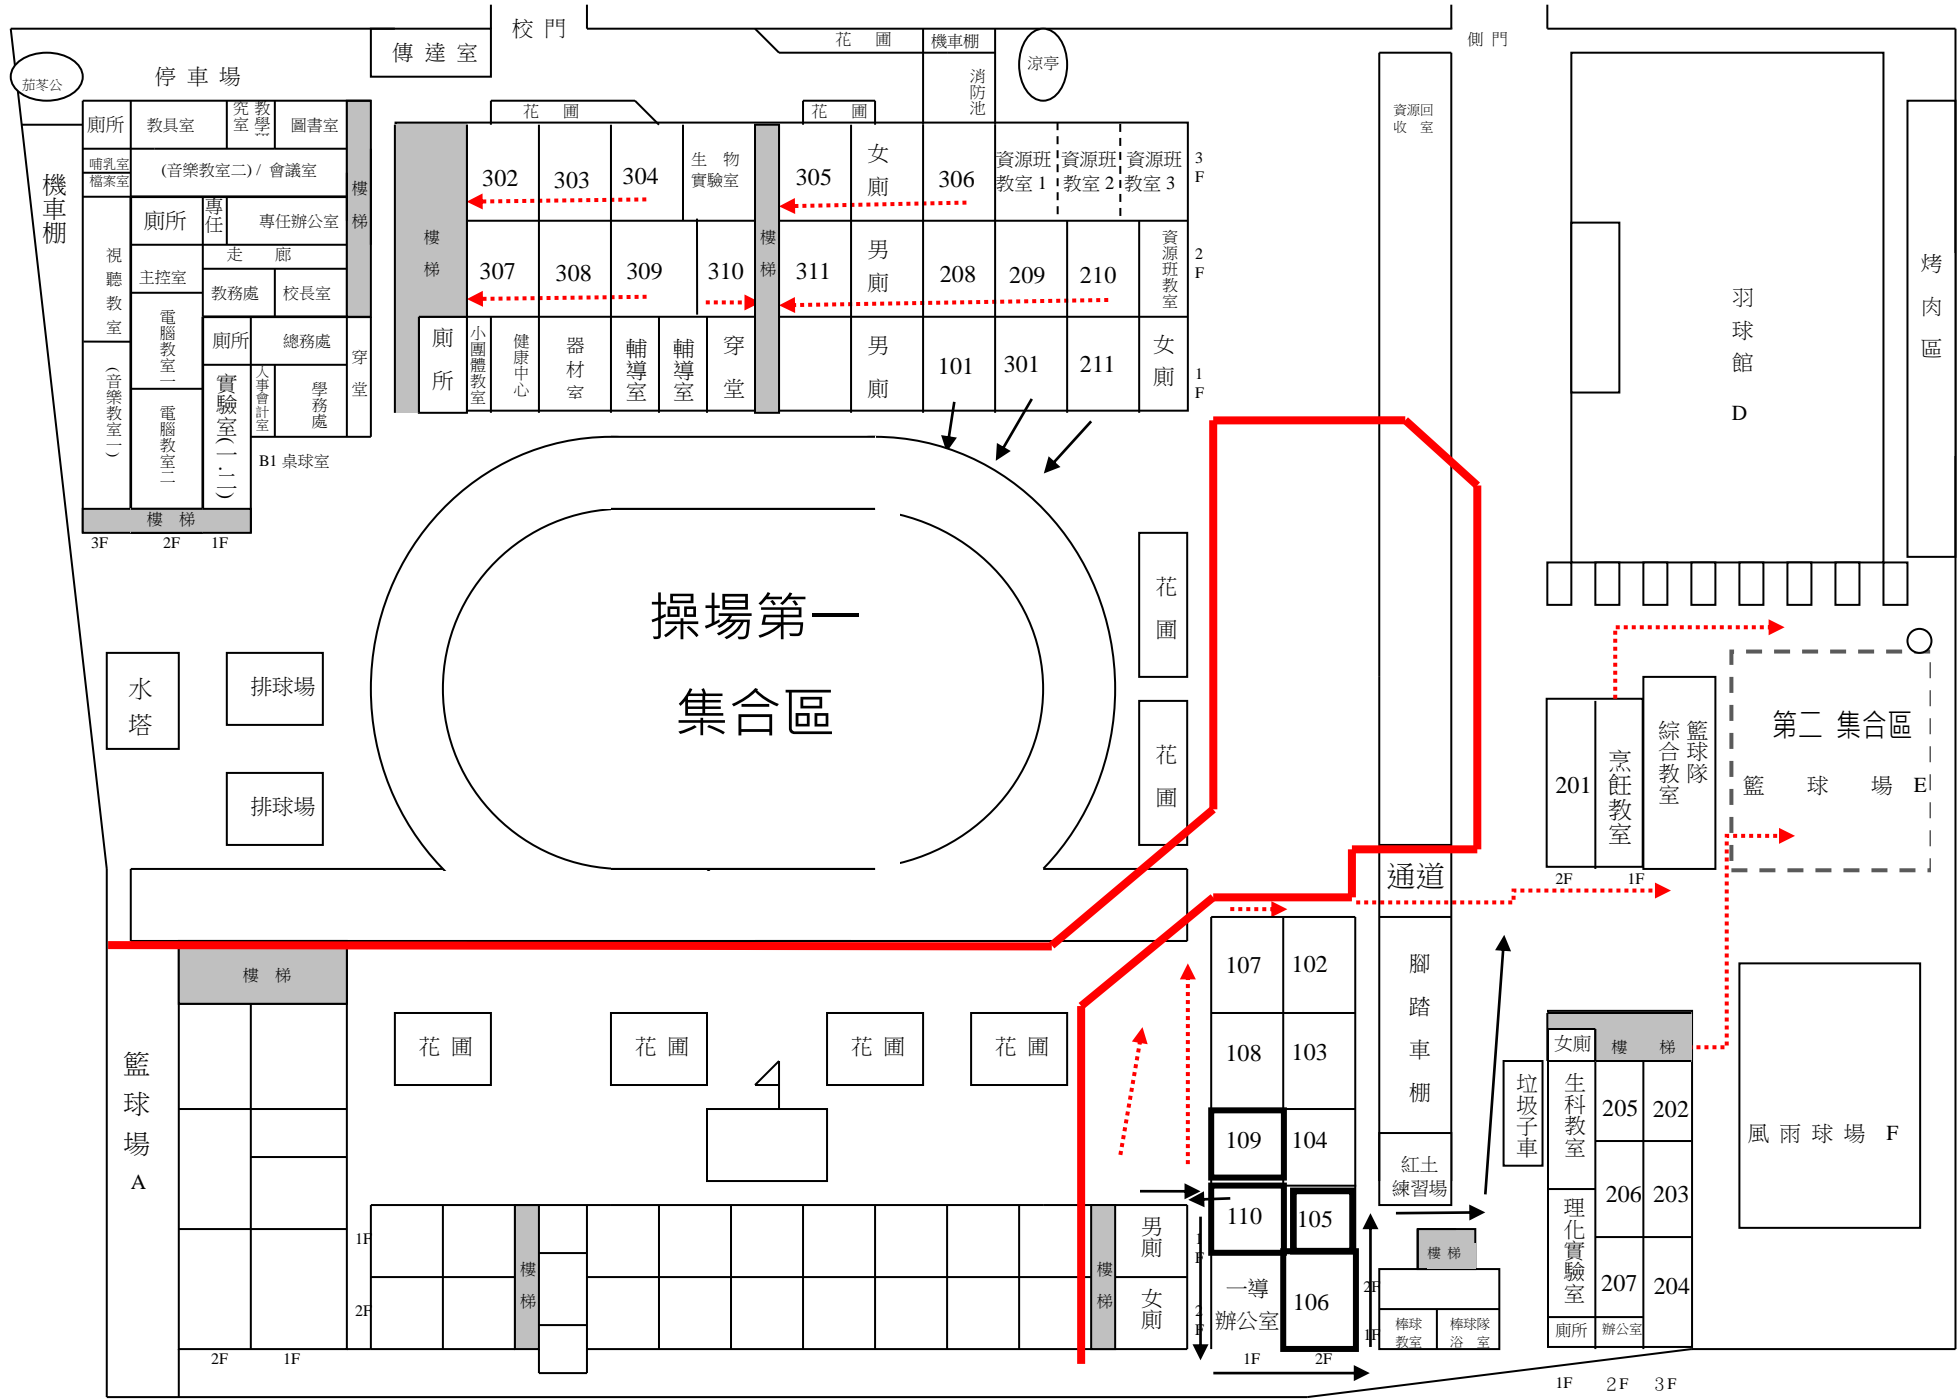 校 門
側 門
傳 達 室
花 圃
機車棚
涼亭
消防池
茄苳公
停 車 場
花 圃
花 圃
資源回
收 室
廁所
教具室
圖書室
哺乳室
檔案室
(音樂教室二) / 會議室
樓梯
機車棚
廁所
專任
專任辦公室
走 廊
視聽教室
主控室
教務處
校長室
電腦教室一
廁所
總務處
穿堂
(音樂教室一)
電腦教室二
實驗室(一.二)
人事會計室
學務處
B1 桌球室
樓 梯
3F
2F
1F
樓梯
302
303
304
生 物
實驗室
樓梯
305
女廁
306
資源班
教室 1
資源班
教室 2
資源班
教室 3
3F
307
308
309
310
311
男廁
208
209
210
資源班教室
2F
廁所
小團體教室
健康中心
器材室
輔導室
輔導室
穿堂
男廁
101
301
211
女廁
1F
羽球館
D
烤肉區
操場第一
集合區
花圃
花圃
水塔
排球場
排球場
201
烹飪教室
綜合教室
籃球隊
2F
1F
第二 集合區
籃 球 場 E
通道
樓 梯
籃球場
A
花 圃
花 圃
花 圃
花 圃
107
102
108
103
109
104
110
105
一導
辦公室
106
1F
2F
腳踏車棚
紅土
練習場
樓 梯
棒球
教室
棒球隊
浴 室
2F
1F
垃圾子車
女廁
樓 梯
生科教室
205
202
206
203
理化實驗室
207
204
廁所
辦公室
1F
2F
3F
風 雨 球 場 F
1F
2F
樓梯
樓梯
男廁
女廁
1F
2F
2F
1F